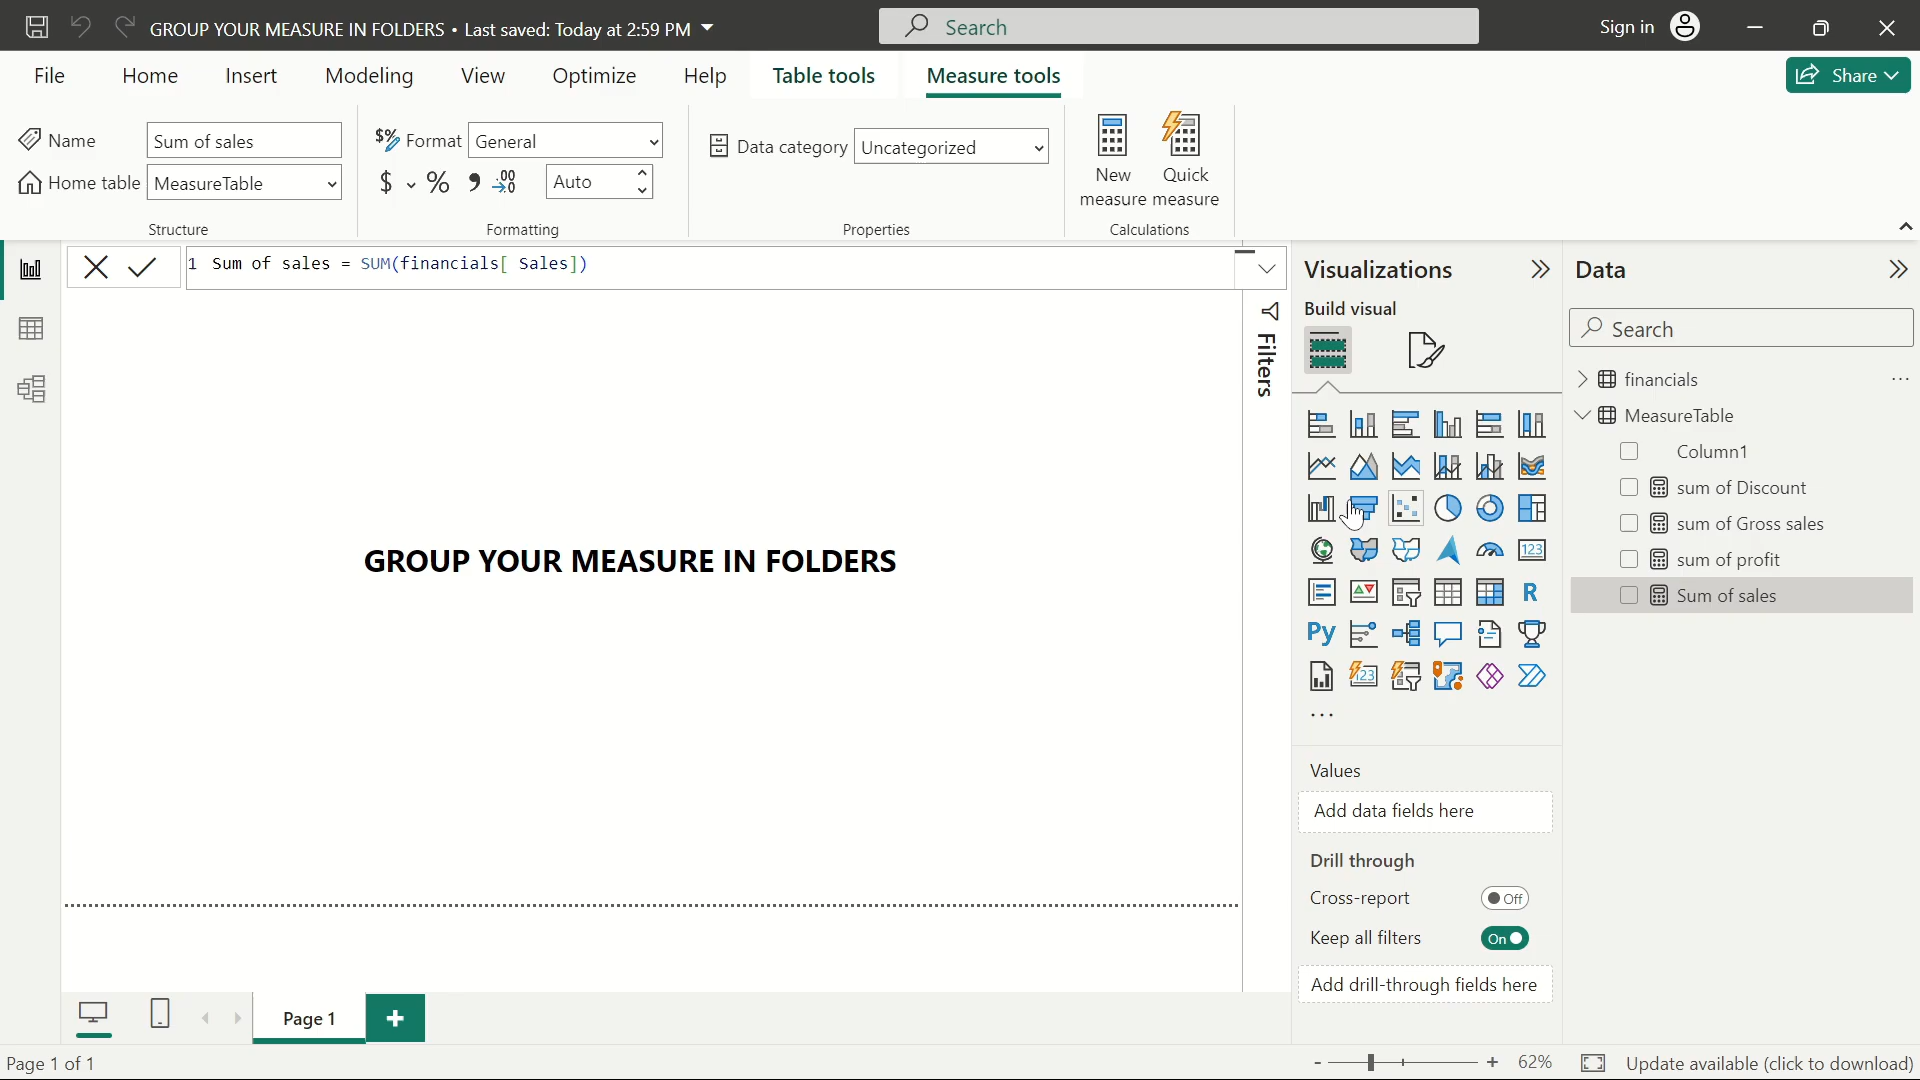 GROUP YOUR MEASURE IN FOLDERS • Last saved: Today at 2:59 PM
Search
Sign in
File Home Insert Modeling View Optimize Help Table tools Measure tools
Share
Name Sum of sales
Home table MeasureTable
Structure
Format General
$ % Auto
Formatting
Data category Uncategorized
Properties
New measure
Quick measure
Calculations
1 Sum of sales = SUM(financials[ Sales])
GROUP YOUR MEASURE IN FOLDERS
Filters
Visualizations
Build visual
123
R
Py
123
Values
Add data fields here
Drill through
Cross-report Off
Keep all filters On
Add drill-through fields here
Data
Search
financials
MeasureTable
Column1
sum of Discount
sum of Gross sales
sum of profit
Sum of sales
Page 1
+
Page 1 of 1
- + 62%
Update available (click to download)